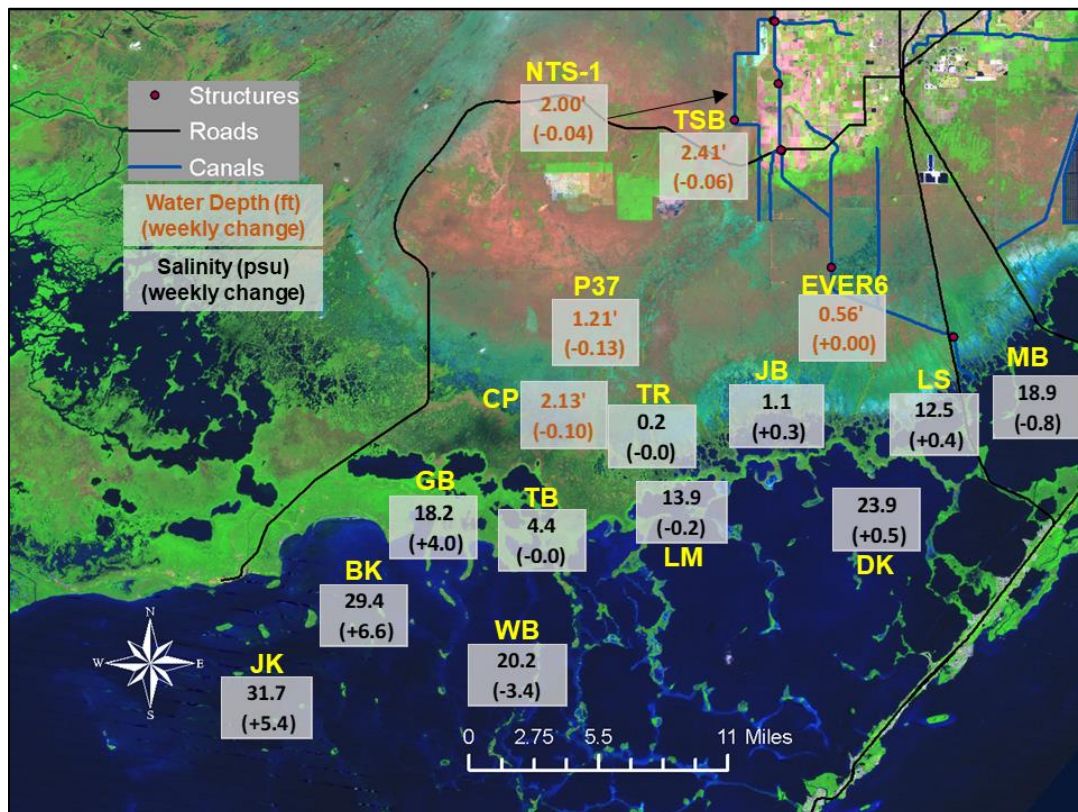 Structures
Roads
Canals
Water Depth (ft)
(weekly change)
Salinity (psu)
(weekly change)
NTS-1
2.00'
(-0.04)
TSB
2.41'
(-0.06)
P37
1.21'
(-0.13)
EVER6
0.56'
(+0.00)
CP
2.13'
(-0.10)
TR
0.2
(-0.0)
JB
1.1
(+0.3)
LS
12.5
(+0.4)
MB
18.9
(-0.8)
GB
18.2
(+4.0)
TB
4.4
(-0.0)
13.9
(-0.2)
LM
23.9
(+0.5)
DK
BK
29.4
(+6.6)
WB
20.2
(-3.4)
JK
31.7
(+5.4)
N
W E
S
0 2.75 5.5 11 Miles